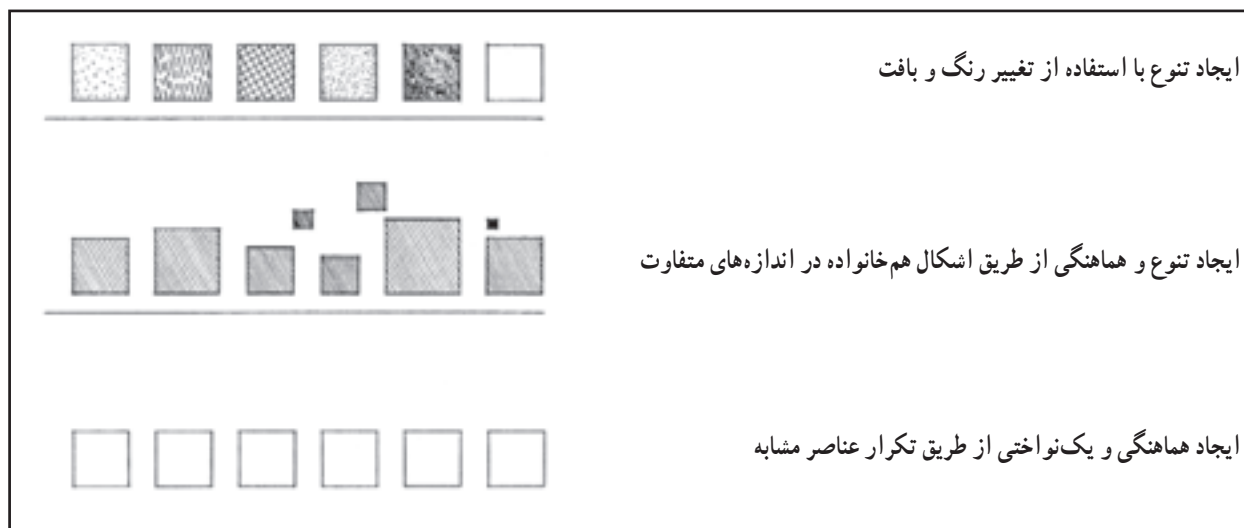 ایجاد تنوع با استفاده از تغییر رنگ و بافت
ایجاد تنوع و هماهنگی از طریق اشکال هم‌خانواده در اندازه‌های متفاوت
ایجاد هماهنگی و یک‌نواختی از طریق تکرار عناصر مشابه